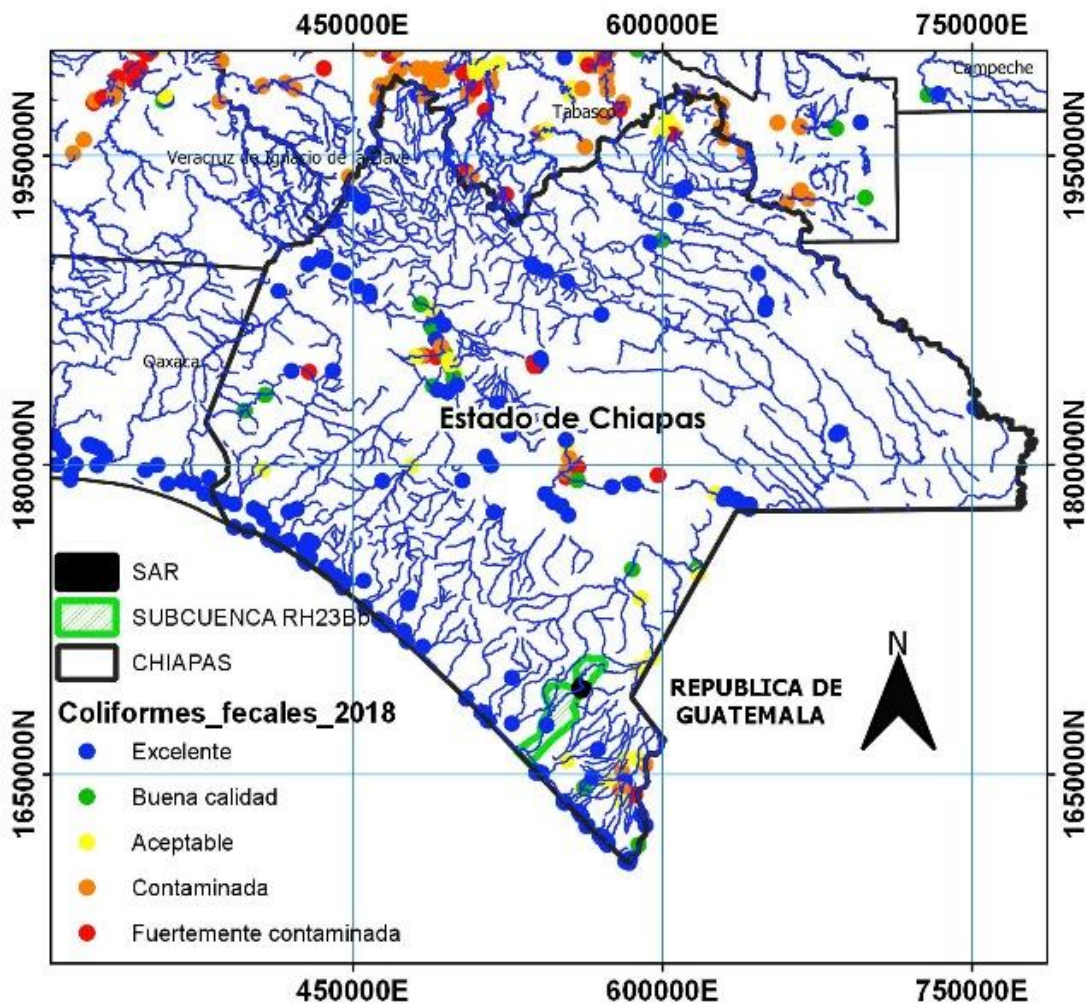 450000E 600000E 750000E
Campeche
Tabasco
1950000N
Veracruz de Ignacio de la Llave
1950000N
Oaxaca
Estado de Chiapas
1800000N
1800000N
SAR
SUBCUENCA RH23Bb
CHIAPAS
N
REPUBLICA DE
GUATEMALA
Coliformes_fecales_2018
Excelente
1650000N
1650000N
Buena calidad
Aceptable
Contaminada
Fuertemente contaminada
450000E 600000E 750000E